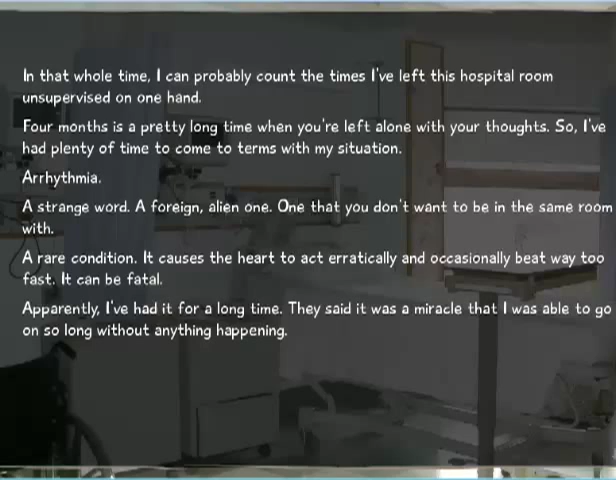 In that whole time, I can probably count the times I've left this hospital room
unsupervised on one hand.
Four months is a pretty long time when you're left alone with your thoughts. So, I've
had plenty of time to come to terms with my situation.
Arrhythmia.
A strange word. A foreign, alien one. One that you don't want to be in the same room
with.
A rare condition. It causes the heart to act erratically and occasionally beat way too
fast. It can be fatal.
Apparently, I've had it for a long time. They said it was a miracle that I was able to go
on so long without anything happening.